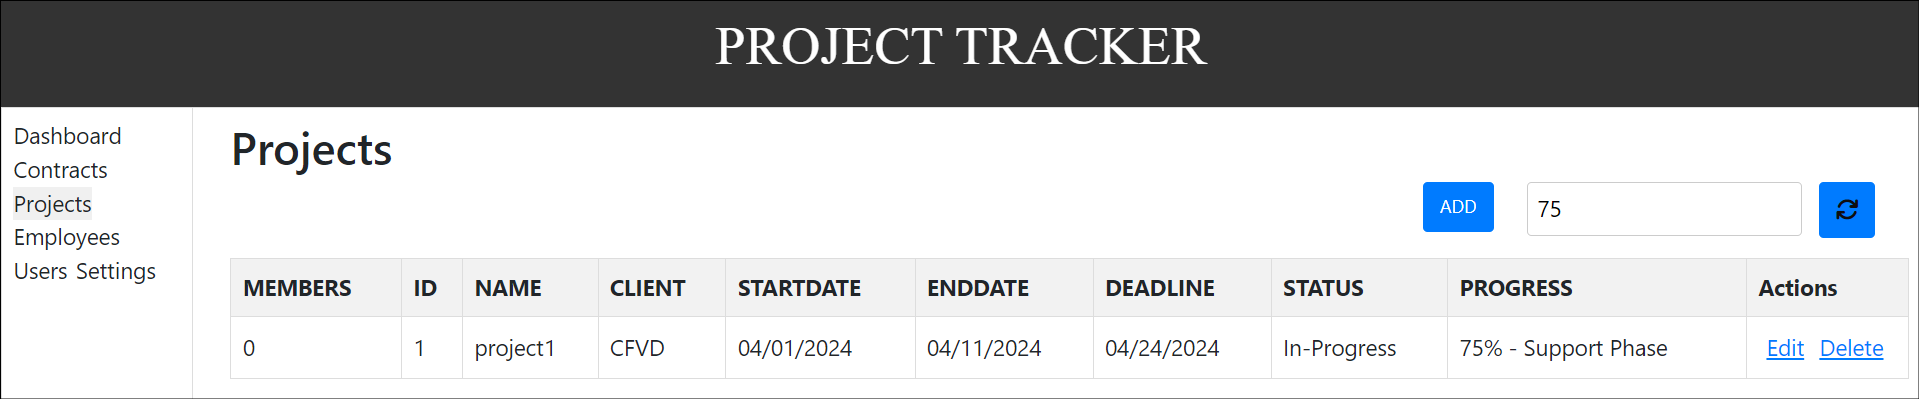 PROJECT TRACKER
Dashboard
Contracts
Projects
Employees
Users Settings
Projects
ADD
75
MEMBERS ID NAME CLIENT STARTDATE ENDDATE DEADLINE STATUS PROGRESS Actions
0 1 project1 CFVD 04/01/2024 04/11/2024 04/24/2024 In-Progress 75% - Support Phase Edit Delete